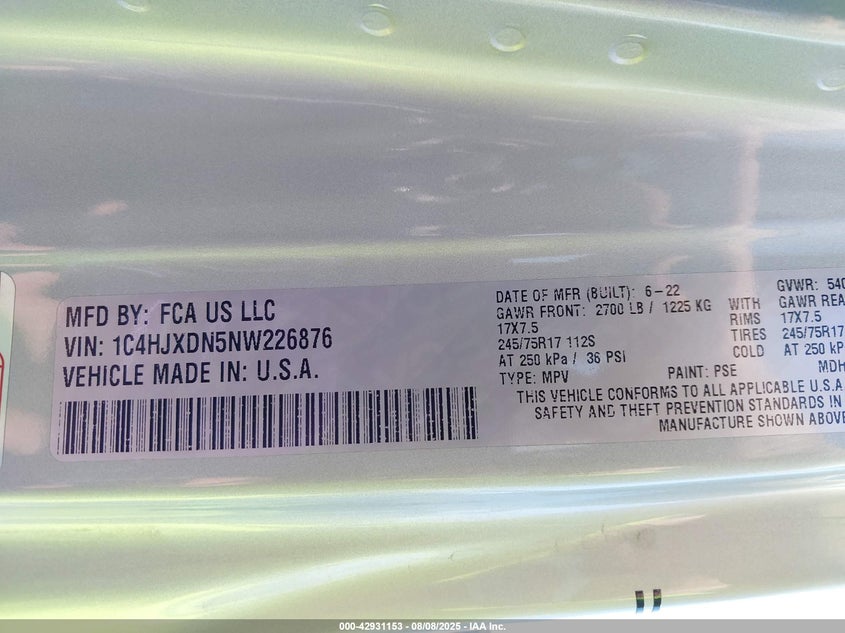 MFD BY: FCA US LLC
VIN: 1C4HJXDN5NW226876
VEHICLE MADE IN: U.S.A.
DATE OF MFR (BUILT): 6-22
GVWR: 540
GAWR FRONT: 2700 LB / 1225 KG WITH GAWR REA
17X7.5 RIMS 17X7.5
245/75R17 112S TIRES 245/75R17
AT 250 kPa / 36 PSI COLD AT 250 kP
TYPE: MPV PAINT: PSE MDH
THIS VEHICLE CONFORMS TO ALL APPLICABLE U.S.A.
SAFETY AND THEFT PREVENTION STANDARDS IN
MANUFACTURE SHOWN ABOVE
000-42931153 - 08/08/2025 - IAA Inc.